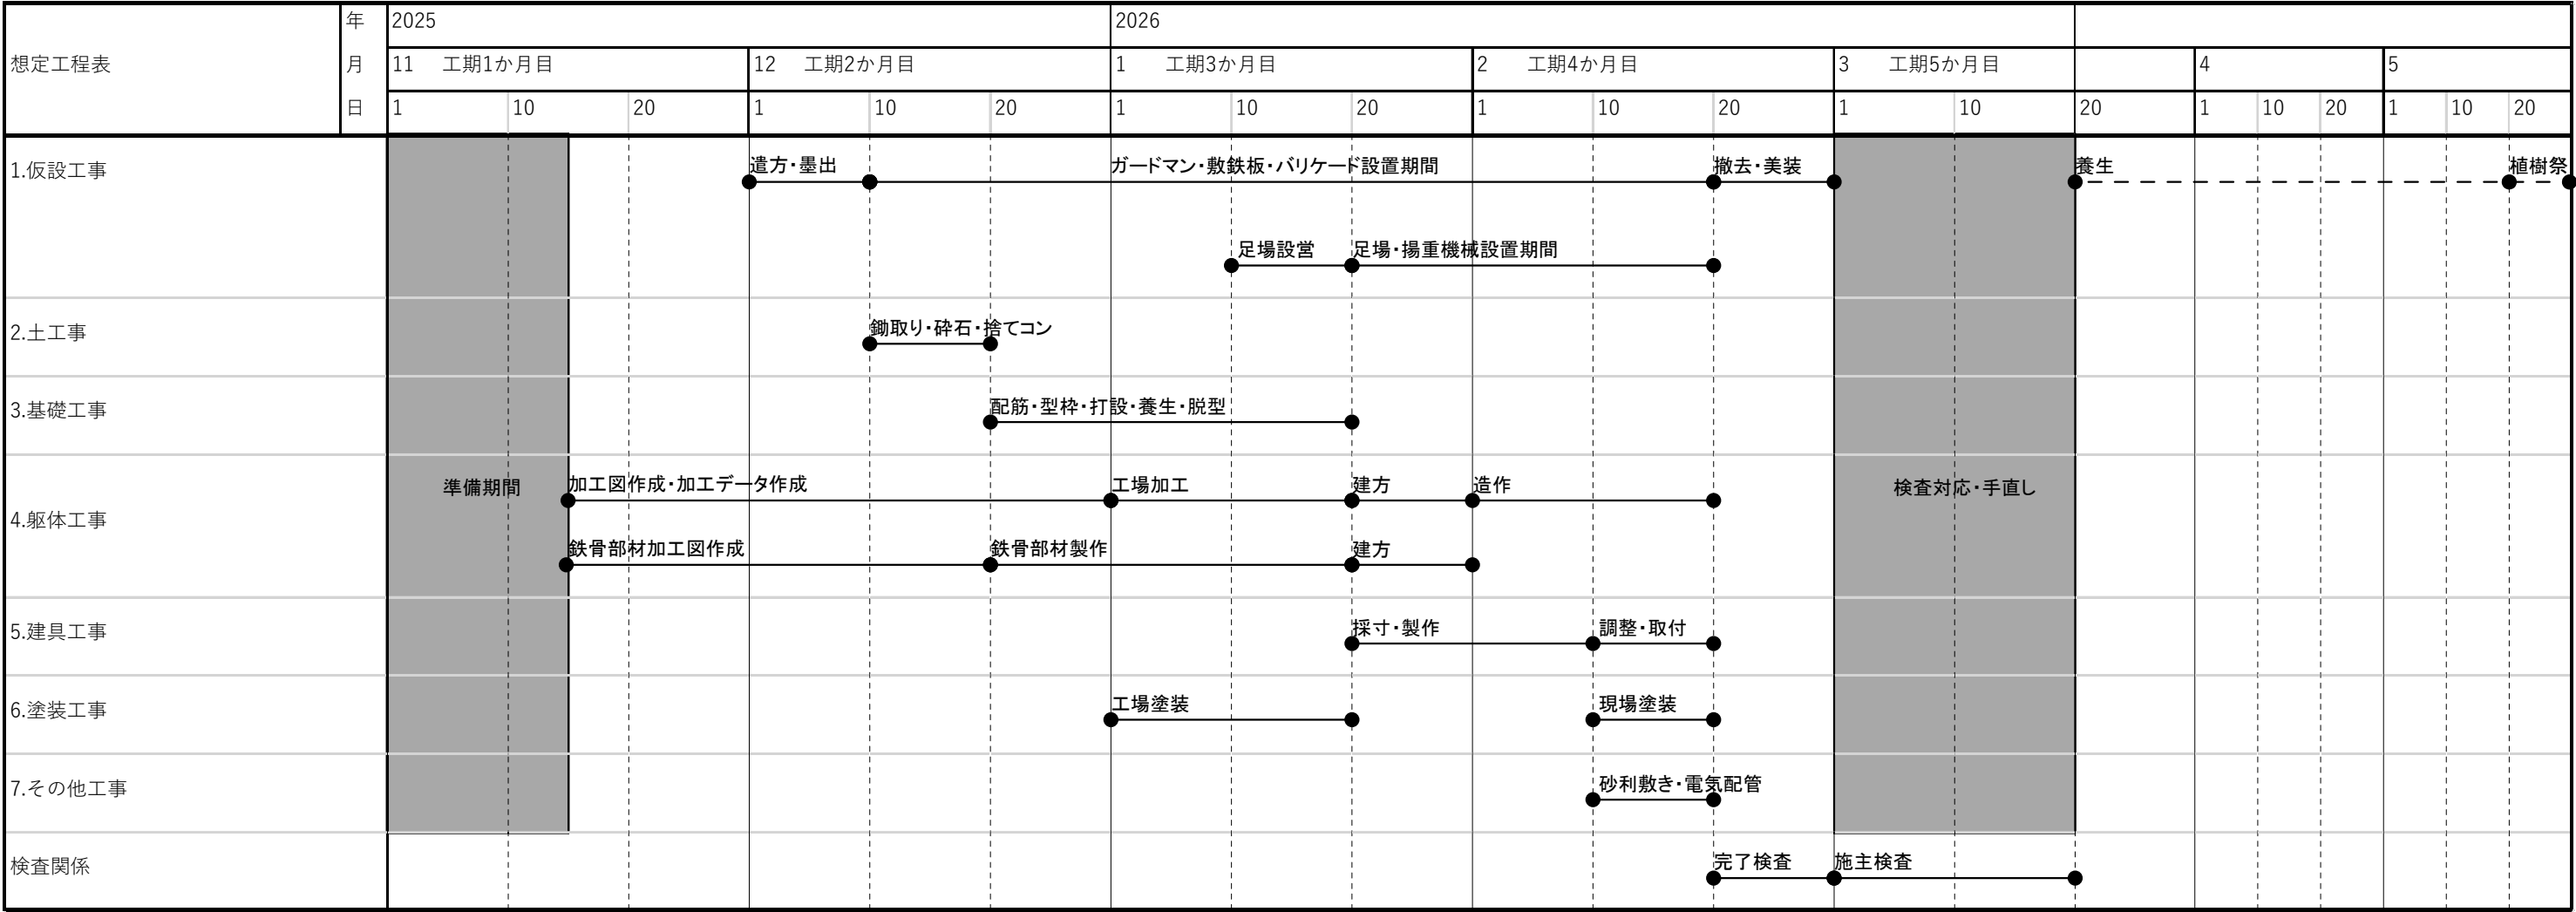 年 2025 2026
想定工程表 月 11 工期1か月目 12 工期2か月目 1 工期3か月目 2 工期4か月目 3 工期5か月目 4 5
日 1 10 20 1 10 20 1 10 20 1 10 20 1 10 20 1 10 20 1 10 20
1.仮設工事 遣方・墨出 ガードマン・敷鉄板・バリケード設置期間 撤去・美装 養生 植樹祭
足場設営 足場・揚重機械設置期間
2.土工事 鋤取り・砕石・捨てコン
3.基礎工事 配筋・型枠・打設・養生・脱型
準備期間 加工図作成・加工データ作成 工場加工 建方 造作 検査対応・手直し
4.躯体工事
鉄骨部材加工図作成 鉄骨部材製作 建方
5.建具工事 採寸・製作 調整・取付
6.塗装工事 工場塗装 現場塗装
7.その他工事 砂利敷き・電気配管
検査関係 完了検査 施主検査